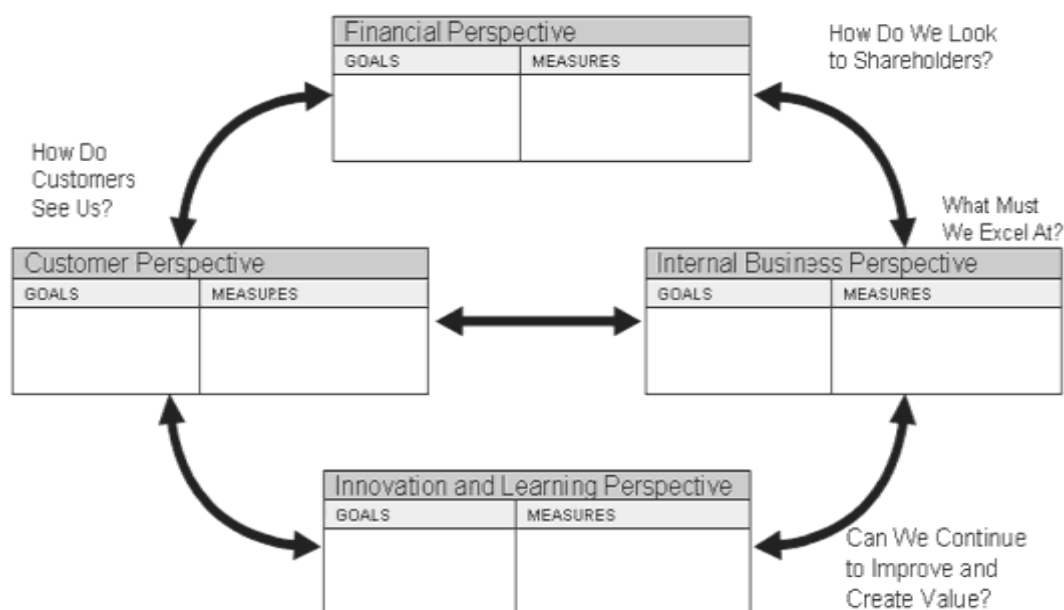 Financial Perspective
GOALS MEASURES
How Do We Look
to Shareholders?
How Do
Customers
See Us?
What Must
We Excel At?
Customer Perspective
GOALS MEASURES
Internal Business Perspective
GOALS MEASURES
Innovation and Learning Perspective
GOALS MEASURES
Can We Continue
to Improve and
Create Value?